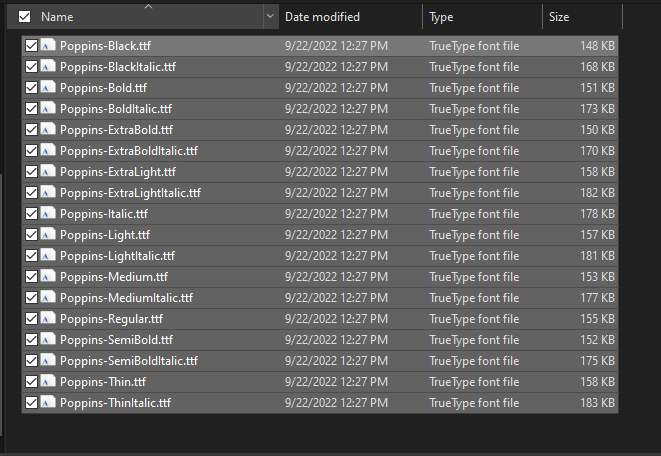 Name Date modified Type Size
Poppins-Black.ttf 9/22/2022 12:27 PM TrueType font file 148 KB
Poppins-BlackItalic.ttf 9/22/2022 12:27 PM TrueType font file 168 KB
Poppins-Bold.ttf 9/22/2022 12:27 PM TrueType font file 151 KB
Poppins-BoldItalic.ttf 9/22/2022 12:27 PM TrueType font file 173 KB
Poppins-ExtraBold.ttf 9/22/2022 12:27 PM TrueType font file 150 KB
Poppins-ExtraBoldItalic.ttf 9/22/2022 12:27 PM TrueType font file 170 KB
Poppins-ExtraLight.ttf 9/22/2022 12:27 PM TrueType font file 158 KB
Poppins-ExtraLightItalic.ttf 9/22/2022 12:27 PM TrueType font file 182 KB
Poppins-Italic.ttf 9/22/2022 12:27 PM TrueType font file 178 KB
Poppins-Light.ttf 9/22/2022 12:27 PM TrueType font file 157 KB
Poppins-LightItalic.ttf 9/22/2022 12:27 PM TrueType font file 181 KB
Poppins-Medium.ttf 9/22/2022 12:27 PM TrueType font file 153 KB
Poppins-MediumItalic.ttf 9/22/2022 12:27 PM TrueType font file 177 KB
Poppins-Regular.ttf 9/22/2022 12:27 PM TrueType font file 155 KB
Poppins-SemiBold.ttf 9/22/2022 12:27 PM TrueType font file 152 KB
Poppins-SemiBoldItalic.ttf 9/22/2022 12:27 PM TrueType font file 175 KB
Poppins-Thin.ttf 9/22/2022 12:27 PM TrueType font file 158 KB
Poppins-ThinItalic.ttf 9/22/2022 12:27 PM TrueType font file 183 KB